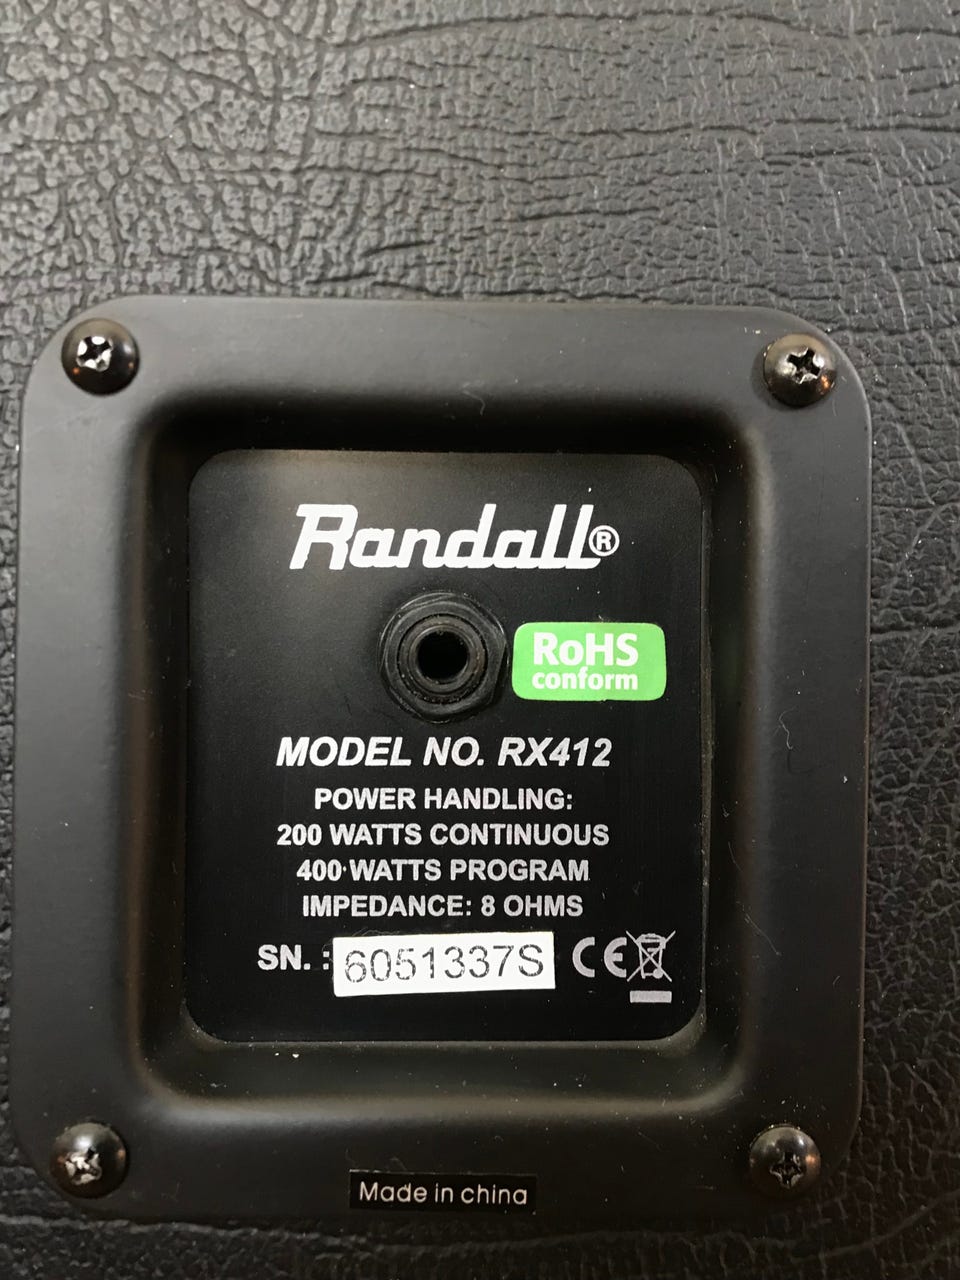 Randall®
RoHS
conform
MODEL NO. RX412
POWER HANDLING:
200 WATTS CONTINUOUS
400 WATTS PROGRAM
IMPEDANCE: 8 OHMS
SN. : 6051337S CE
Made in china